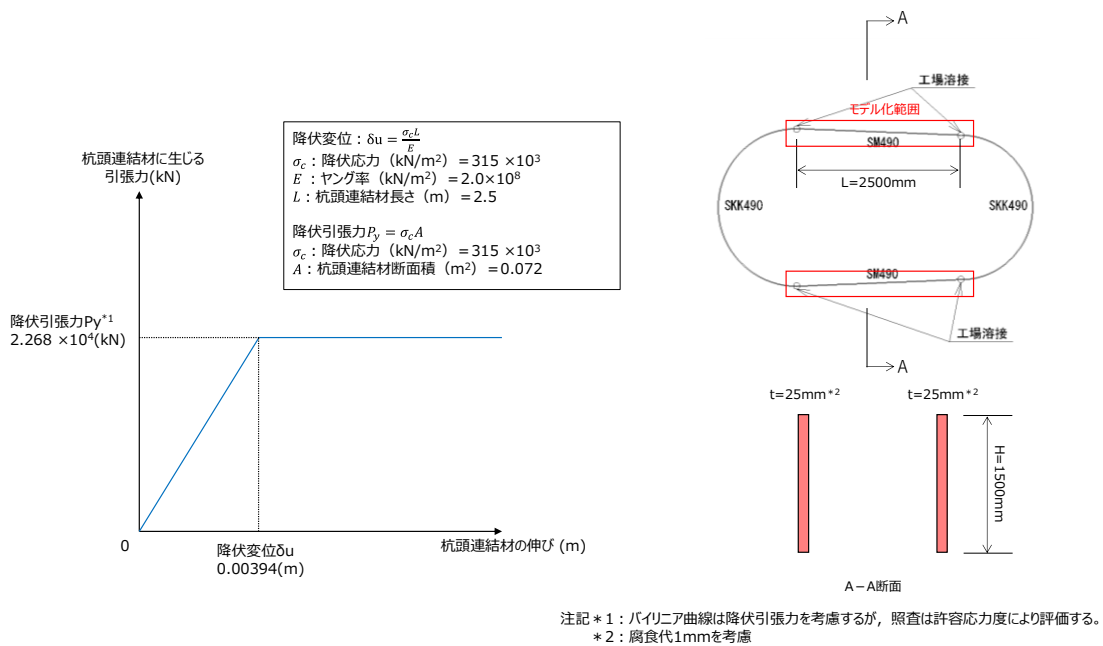 杭頭連結材に生じる
引張力(kN)
降伏変位：δu＝σcL/E
σc：降伏応力（kN/m²）＝315 ×10³
E：ヤング率（kN/m²）＝2.0×10⁸
L：杭頭連結材長さ（m）＝2.5
降伏引張力Py = σcA
σc：降伏応力（kN/m²）＝315 ×10³
A：杭頭連結材断面積（m²）＝0.072
降伏引張力Py*1
2.268 ×10⁴(kN)
0
降伏変位δu
0.00394(m)
杭頭連結材の伸び (m)
A
工場溶接
モデル化範囲
SM490
L=2500mm
SKK490
SKK490
SM490
工場溶接
A
t=25mm*2
t=25mm*2
H=1500mm
A－A断面
注記＊1：バイリニア曲線は降伏引張力を考慮するが，照査は許容応力度により評価する。
＊2：腐食代1mmを考慮